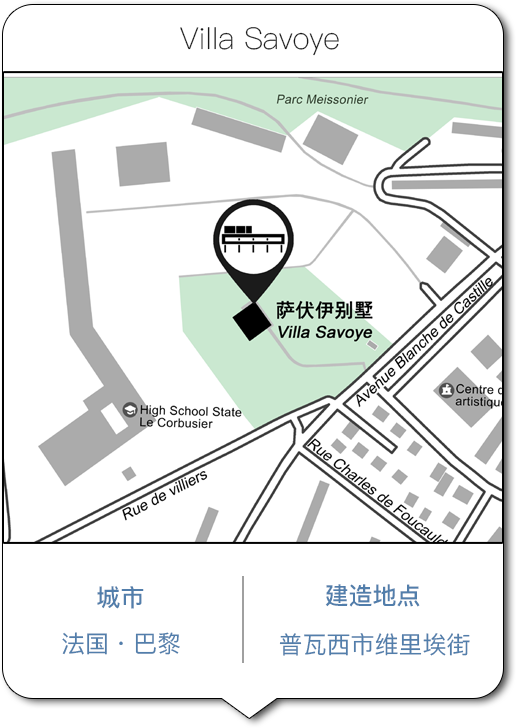 Villa Savoye
Parc Meissonier
萨伏伊别墅
Villa Savoye
Avenue Blanche de Castille
Centre
artistique
High School State
Le Corbusier
Rue de villiers
Rue Charles de Foucauld
城市
建造地点
法国·巴黎
普瓦西市维里埃街